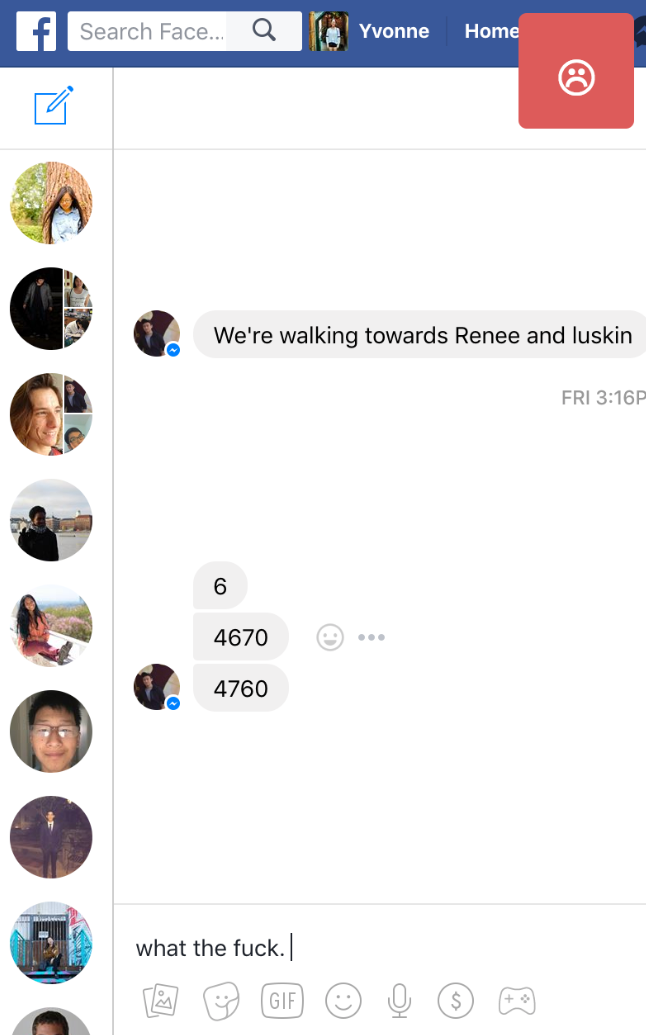 Search Face...
Yvonne
Home
We're walking towards Renee and luskin
FRI 3:16P
6
4670
4760
what the fuck.
GIF
$